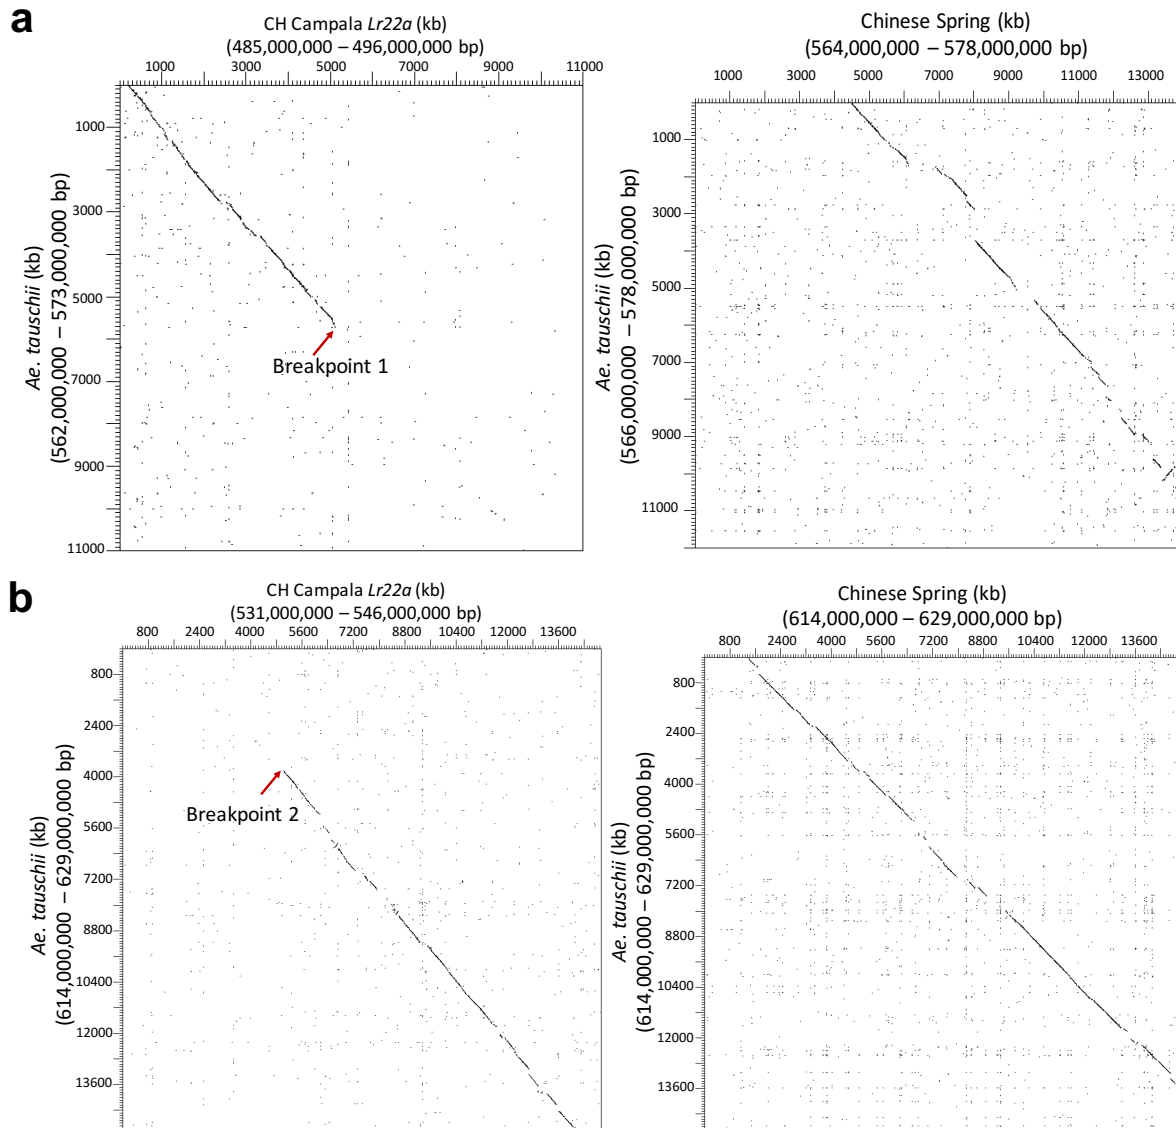 a
CH Campala Lr22a (kb)
(485,000,000 – 496,000,000 bp)
1000 3000 5000 7000 9000 11000
Ae. tauschii (kb)
(562,000,000 – 573,000,000 bp)
1000
3000
5000
7000
9000
11000
Breakpoint 1
Chinese Spring (kb)
(564,000,000 – 578,000,000 bp)
1000 3000 5000 7000 9000 11000 13000
Ae. tauschii (kb)
(566,000,000 – 578,000,000 bp)
1000
3000
5000
7000
9000
11000
b
CH Campala Lr22a (kb)
(531,000,000 – 546,000,000 bp)
800 2400 4000 5600 7200 8800 10400 12000 13600
Ae. tauschii (kb)
(614,000,000 – 629,000,000 bp)
800
2400
4000
5600
7200
8800
10400
12000
13600
Breakpoint 2
Chinese Spring (kb)
(614,000,000 – 629,000,000 bp)
800 2400 4000 5600 7200 8800 10400 12000 13600
Ae. tauschii (kb)
(614,000,000 – 629,000,000 bp)
800
2400
4000
5600
7200
8800
10400
12000
13600